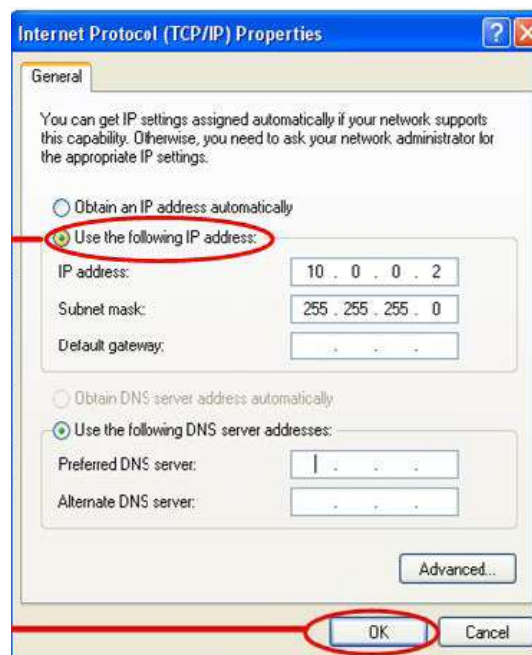 Internet Protocol (TCP/IP) Properties
General
You can get IP settings assigned automatically if your network supports
this capability. Otherwise, you need to ask your network administrator for
the appropriate IP settings.
Obtain an IP address automatically
Use the following IP address:
IP address: 10 . 0 . 0 . 2
Subnet mask: 255 . 255 . 255 . 0
Default gateway: . . .
Obtain DNS server address automatically
Use the following DNS server addresses:
Preferred DNS server: . . .
Alternate DNS server: . . .
Advanced...
OK Cancel